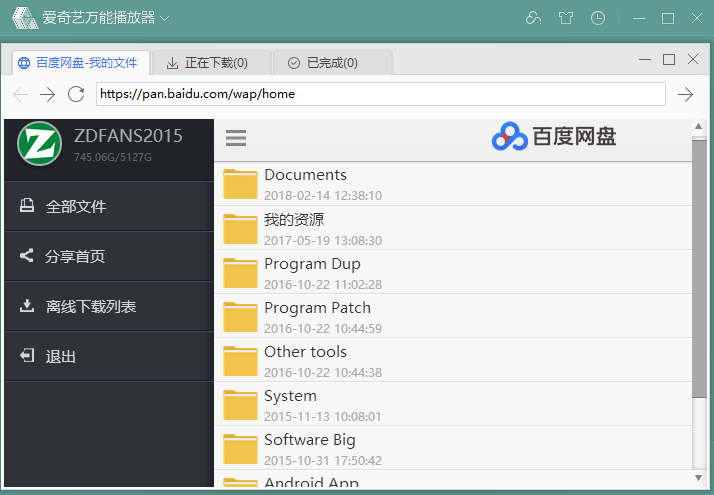 爱奇艺万能播放器
百度网盘-我的文件
正在下载(0)
已完成(0)
https://pan.baidu.com/wap/home
ZDFANS2015
745.06G/5127G
全部文件
分享首页
离线下载列表
退出
百度网盘
Documents
2018-02-14 12:38:10
我的资源
2017-05-19 13:08:30
Program Dup
2016-10-22 11:02:28
Program Patch
2016-10-22 10:44:59
Other tools
2016-10-22 10:44:38
System
2015-11-13 10:08:01
Software Big
2015-10-31 17:50:42
Android App